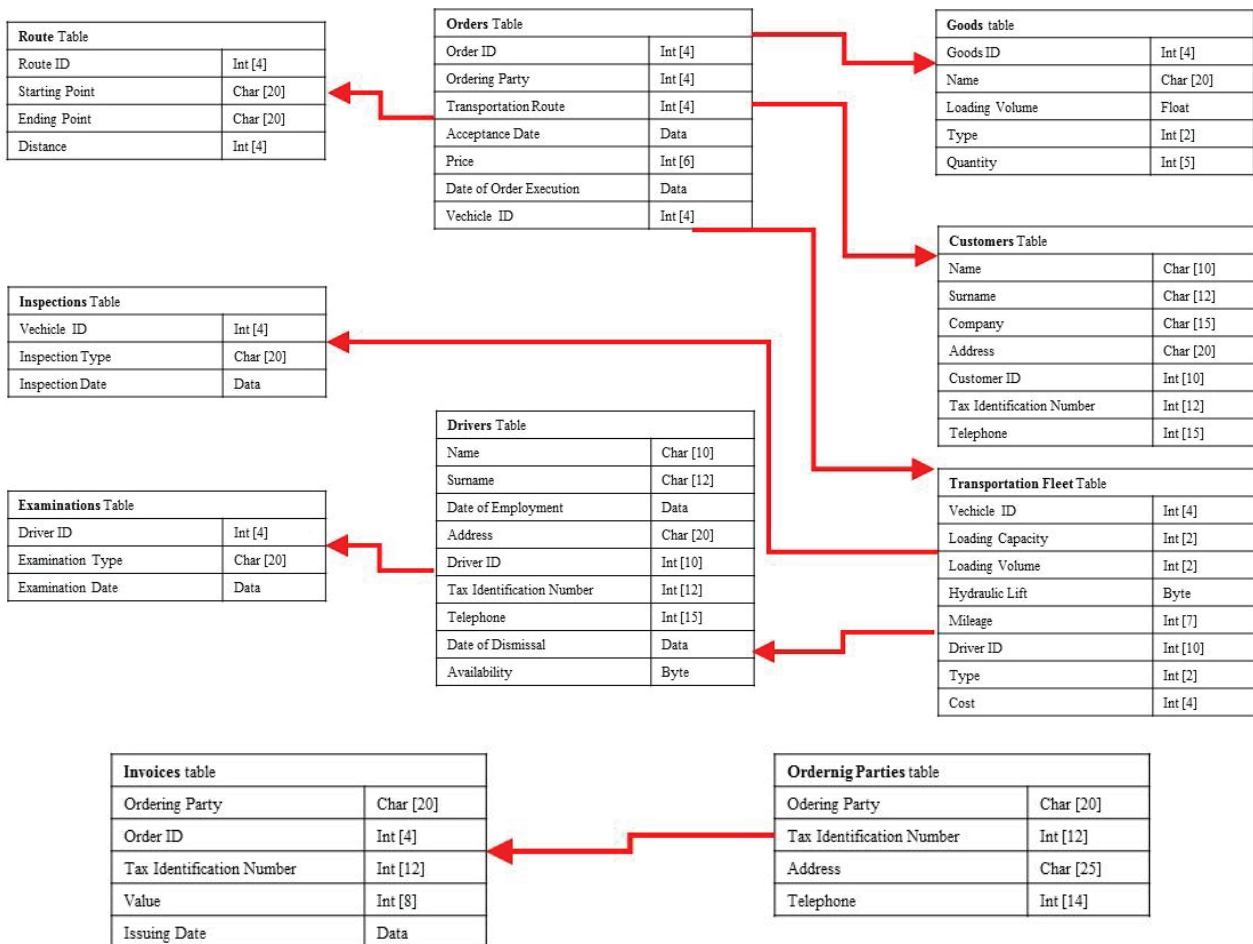 Route Table
Route ID Int [4]
Starting Point Char [20]
Ending Point Char [20]
Distance Int [4]
Orders Table
Order ID Int [4]
Ordering Party Int [4]
Transportation Route Int [4]
Acceptance Date Data
Price Int [6]
Date of Order Execution Data
Vechicle ID Int [4]
Goods table
Goods ID Int [4]
Name Char [20]
Loading Volume Float
Type Int [2]
Quantity Int [5]
Customers Table
Name Char [10]
Surname Char [12]
Company Char [15]
Address Char [20]
Customer ID Int [10]
Tax Identification Number Int [12]
Telephone Int [15]
Inspections Table
Vechicle ID Int [4]
Inspection Type Char [20]
Inspection Date Data
Drivers Table
Name Char [10]
Surname Char [12]
Date of Employment Data
Address Char [20]
Driver ID Int [10]
Tax Identification Number Int [12]
Telephone Int [15]
Date of Dismissal Data
Availability Byte
Examinations Table
Driver ID Int [4]
Examination Type Char [20]
Examination Date Data
Transportation Fleet Table
Vechicle ID Int [4]
Loading Capacity Int [2]
Loading Volume Int [2]
Hydraulic Lift Byte
Mileage Int [7]
Driver ID Int [10]
Type Int [2]
Cost Int [4]
Invoices table
Ordering Party Char [20]
Order ID Int [4]
Tax Identification Number Int [12]
Value Int [8]
Issuing Date Data
Ordernig Parties table
Odering Party Char [20]
Tax Identification Number Int [12]
Address Char [25]
Telephone Int [14]